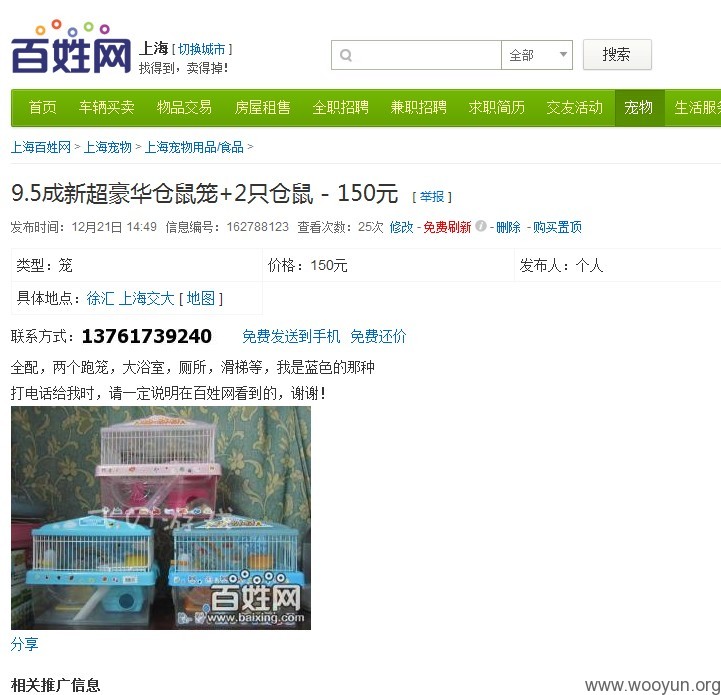 百姓网
上海 [ 切换城市 ]
找得到，卖得掉！
全部
搜索
首页 车辆买卖 物品交易 房屋租售 全职招聘 兼职招聘 求职简历 交友活动 宠物 生活服务
上海百姓网 > 上海宠物 > 上海宠物用品/食品 >
9.5成新超豪华仓鼠笼+2只仓鼠 - 150元 [ 举报 ]
发布时间：12月21日 14:49 信息编号：162788123 查看次数：25次 修改 - 免费刷新 - 删除 - 购买置顶
类型：笼 价格：150元 发布人：个人
具体地点：徐汇 上海交大 [ 地图 ]
联系方式：13761739240 免费发送到手机 免费还价
全配，两个跑笼，大浴室，厕所，滑梯等，我是蓝色的那种
打电话给我时，请一定说明在百姓网看到的，谢谢！
百姓网
www.baixing.com
分享
相关推广信息
www.wooyun.org